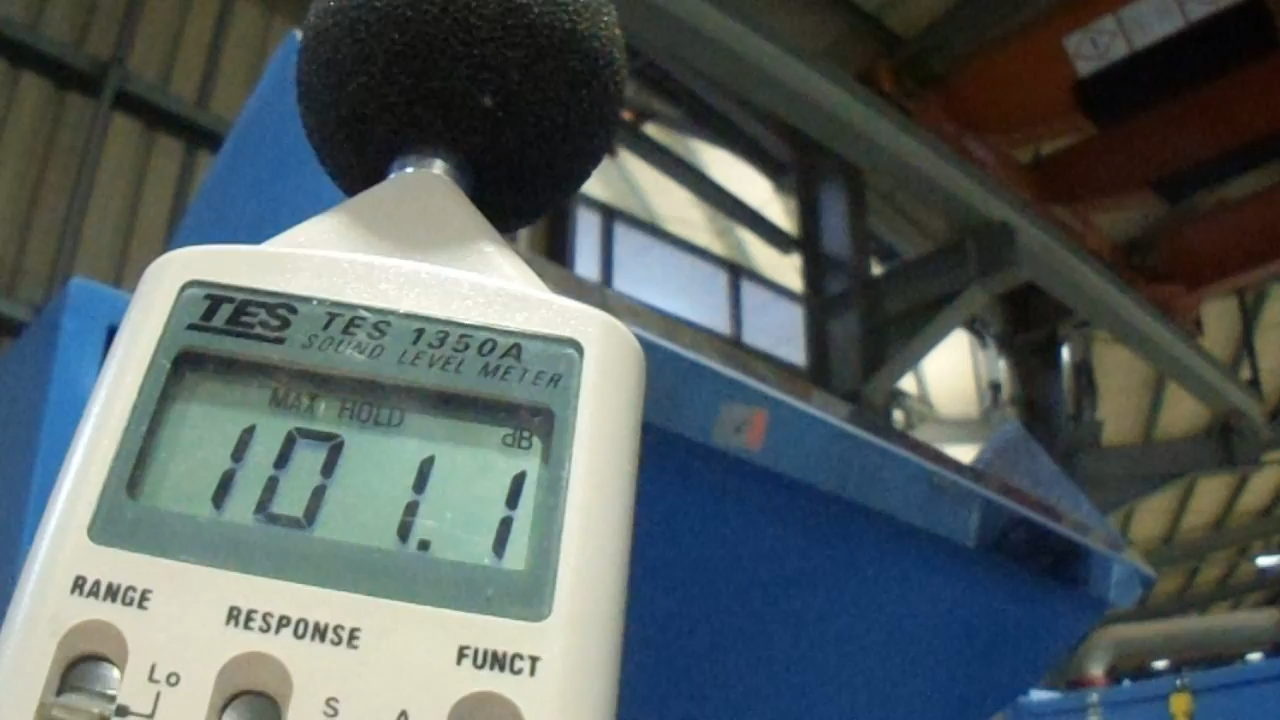 TES TES 1350A
SOUND LEVEL METER
MAX HOLD
dB
101.1
RANGE
RESPONSE
FUNCT
Lo
S
A